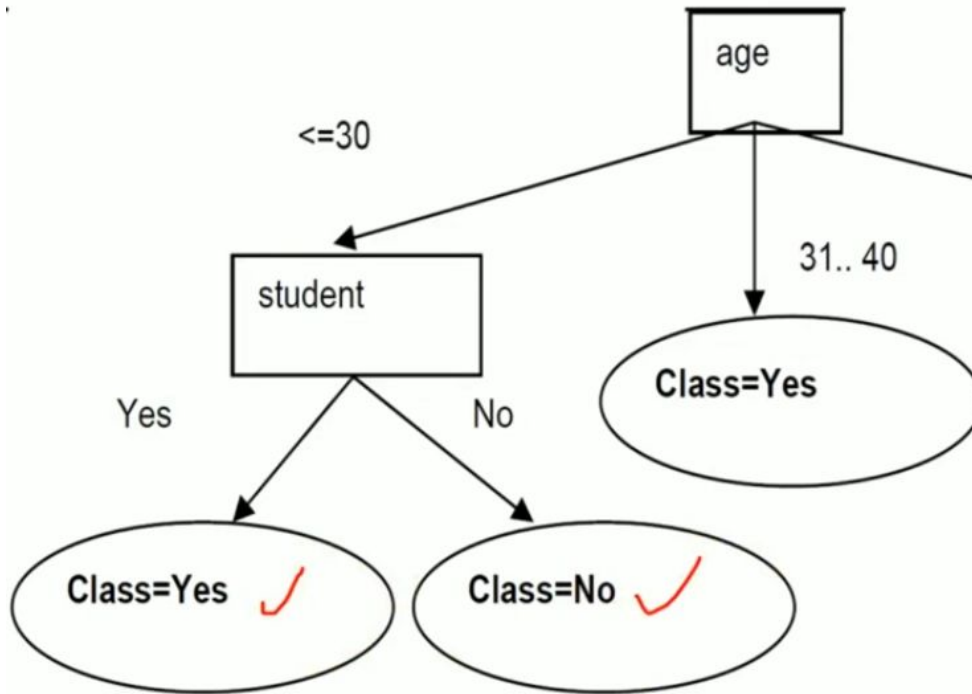 age
<=30
31.. 40
student
Class=Yes
Yes
No
Class=Yes
Class=No